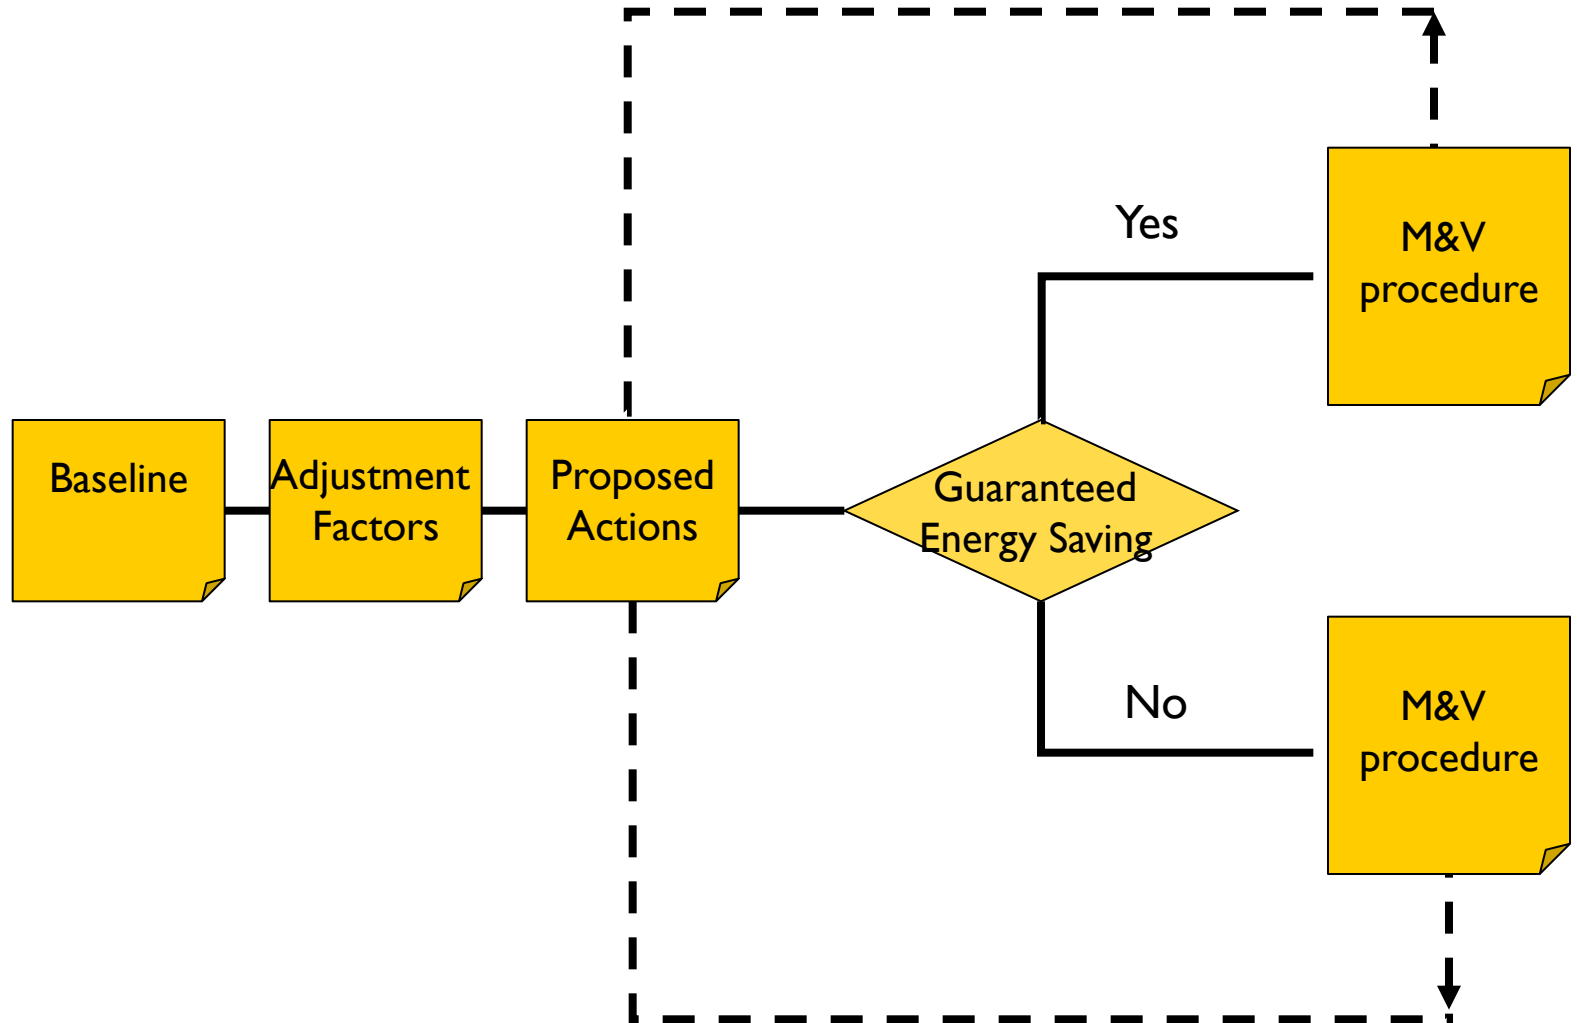 Yes
M&V
procedure
Baseline
Adjustment
Factors
Proposed
Actions
Guaranteed
Energy Saving
No
M&V
procedure